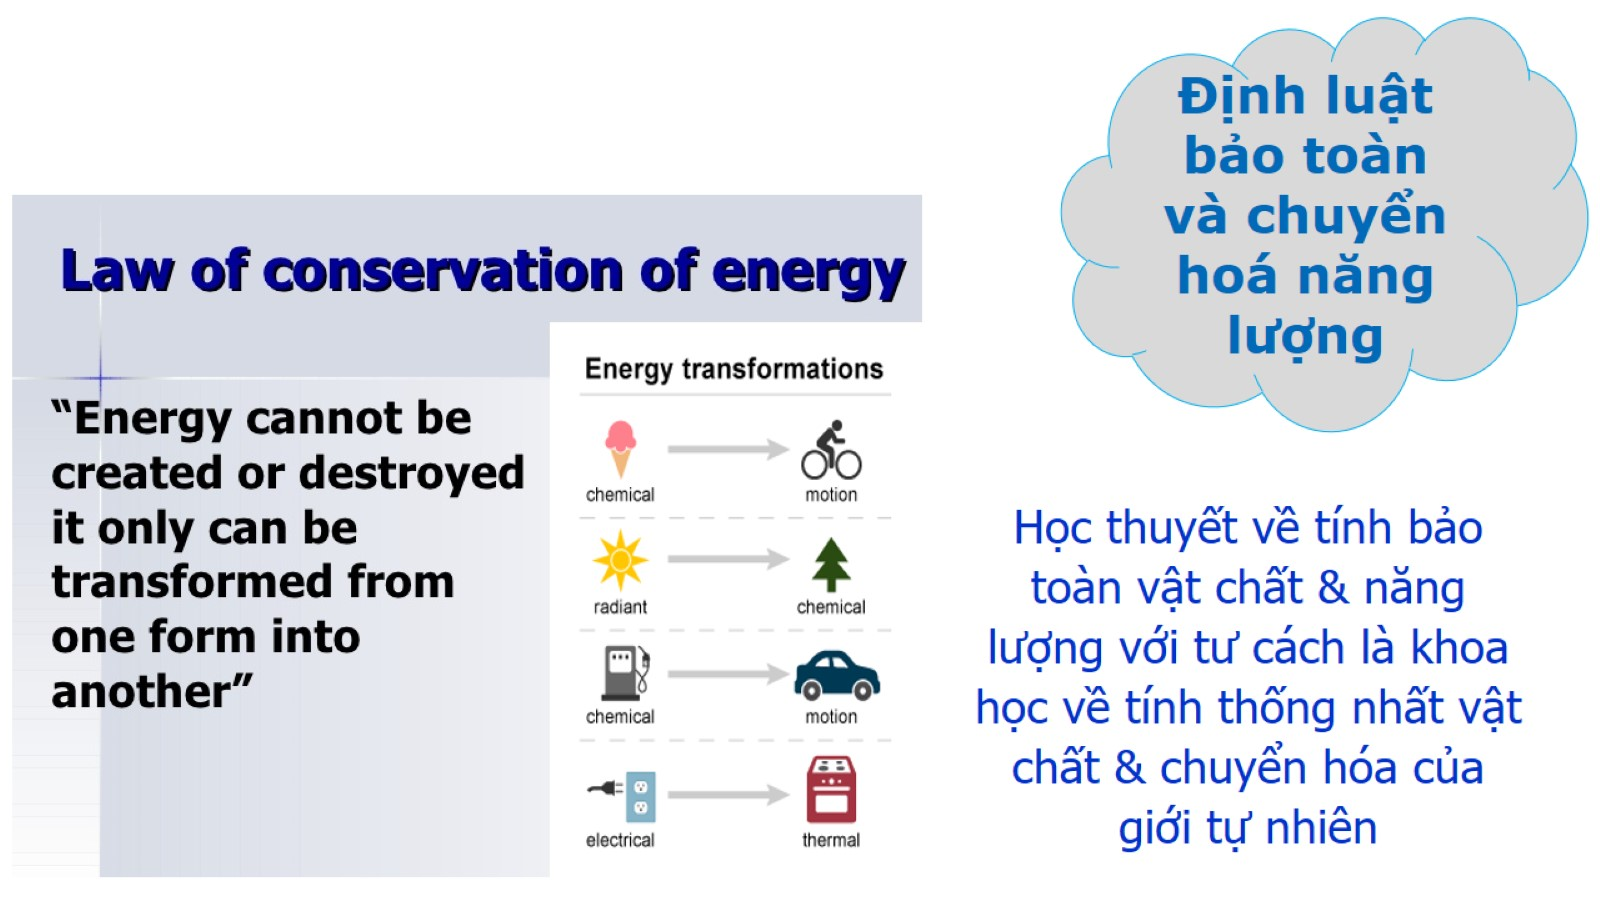 Định luật
bảo toàn
và chuyển
hoá năng
lượng
Law of conservation of energy
“Energy cannot be
created or destroyed
it only can be
transformed from
one form into
another”
Energy transformations
chemical
motion
radiant
chemical
chemical
motion
electrical
thermal
Học thuyết về tính bảo
toàn vật chất & năng
lượng với tư cách là khoa
học về tính thống nhất vật
chất & chuyển hóa của
giới tự nhiên